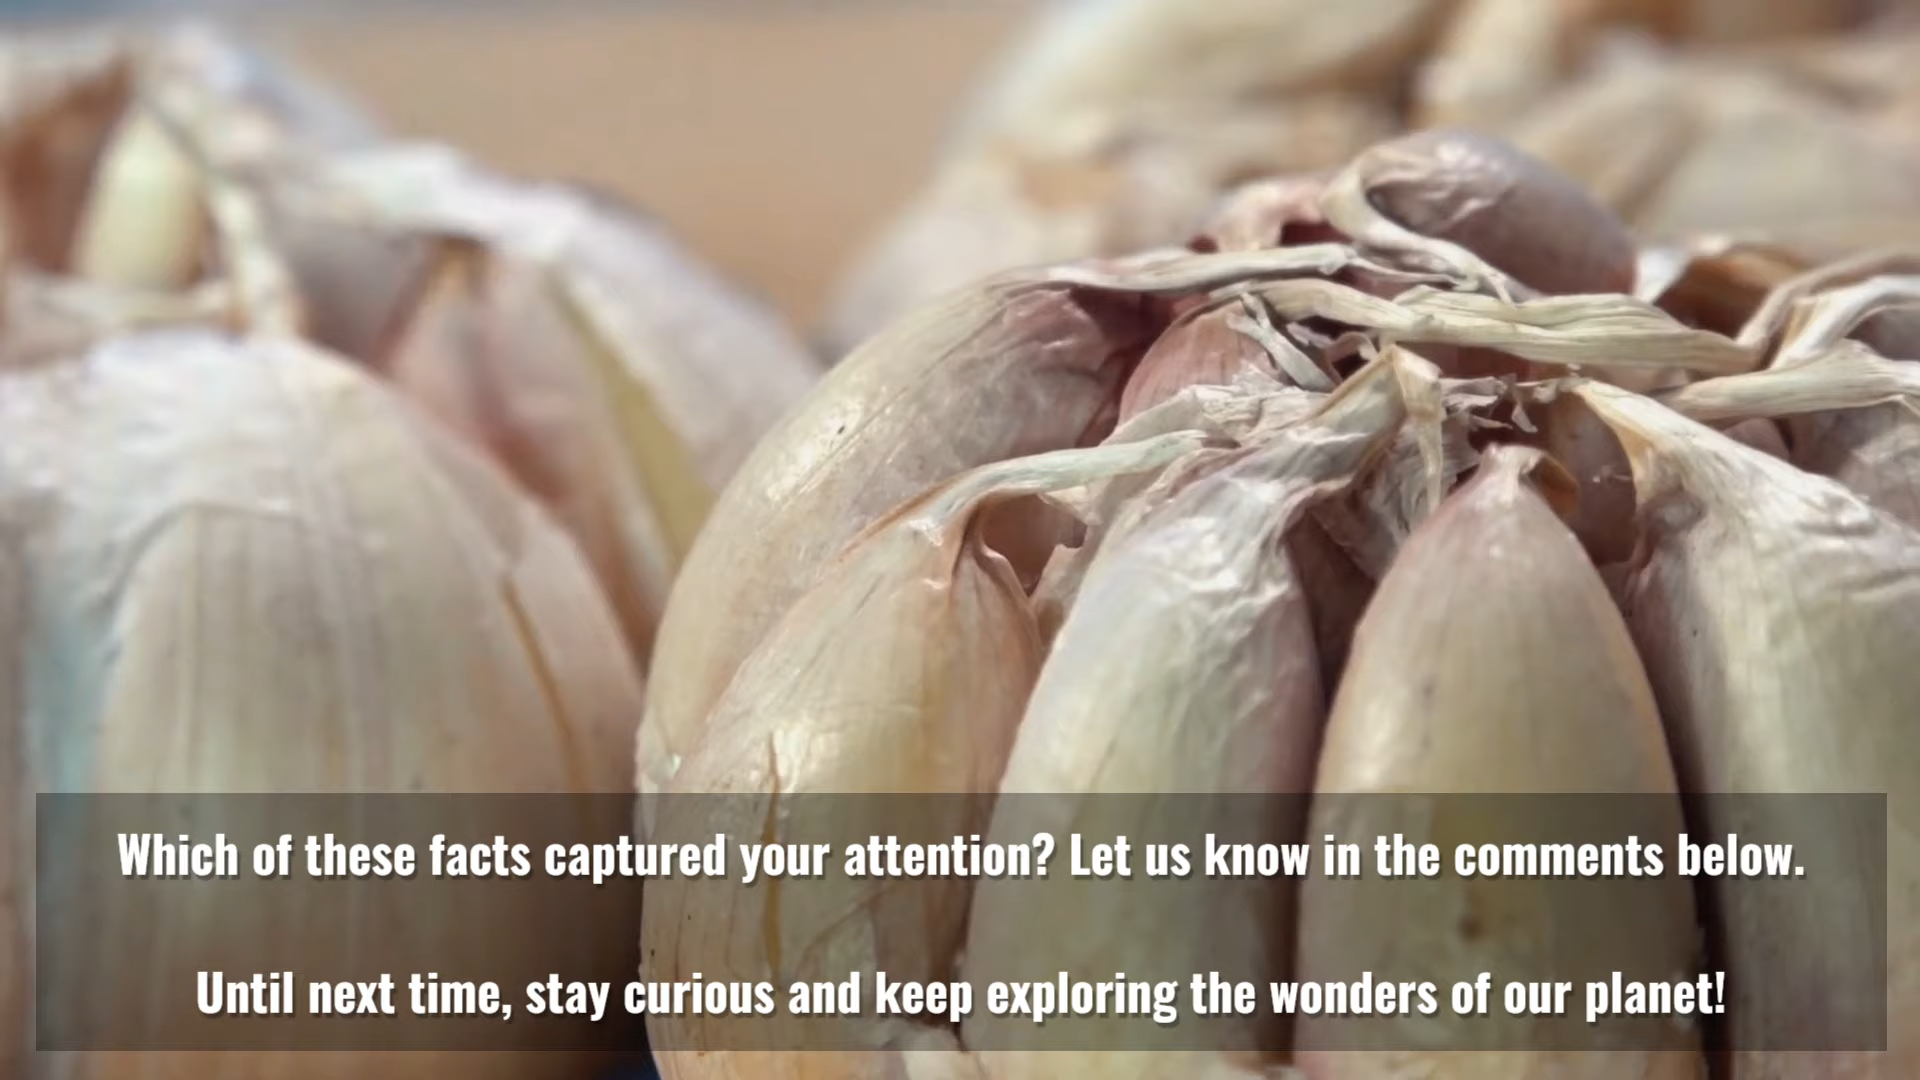 Which of these facts captured your attention? Let us know in the comments below.
Until next time, stay curious and keep exploring the wonders of our planet!